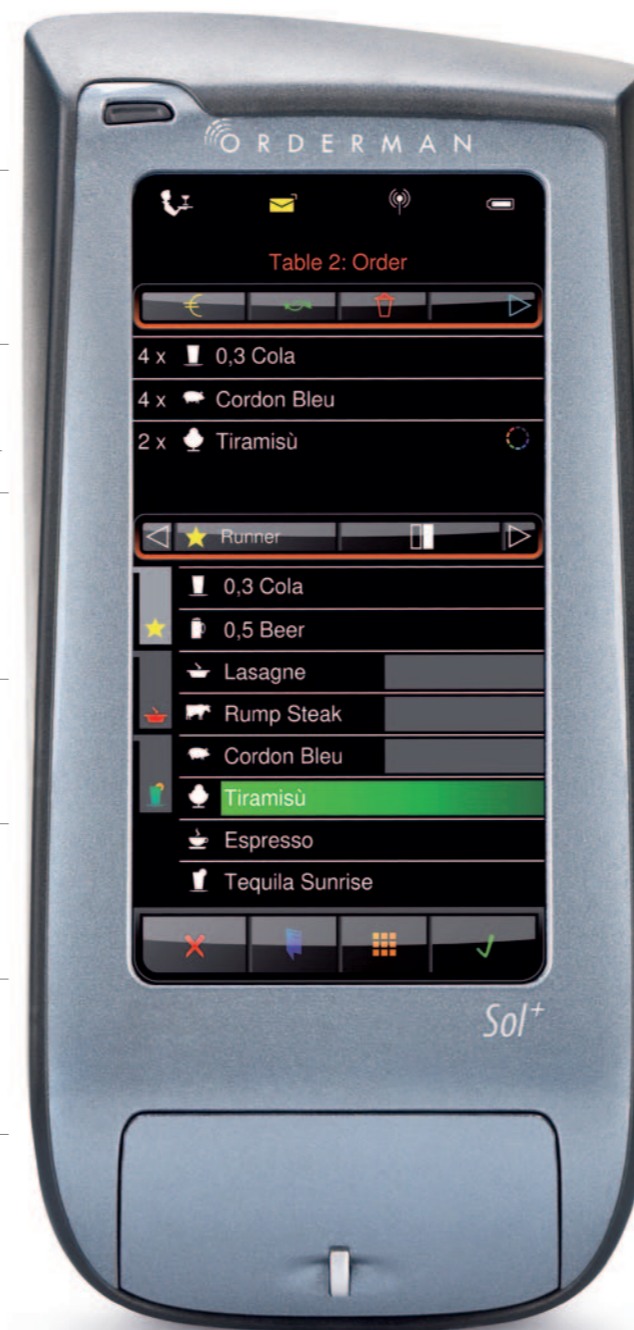 ORDERMAN
Table 2: Order
€
4 x 0,3 Cola
4 x Cordon Bleu
2 x Tiramisù
Runner
0,3 Cola
0,5 Beer
Lasagne
Rump Steak
Cordon Bleu
Tiramisù
Espresso
Tequila Sunrise
Sol+